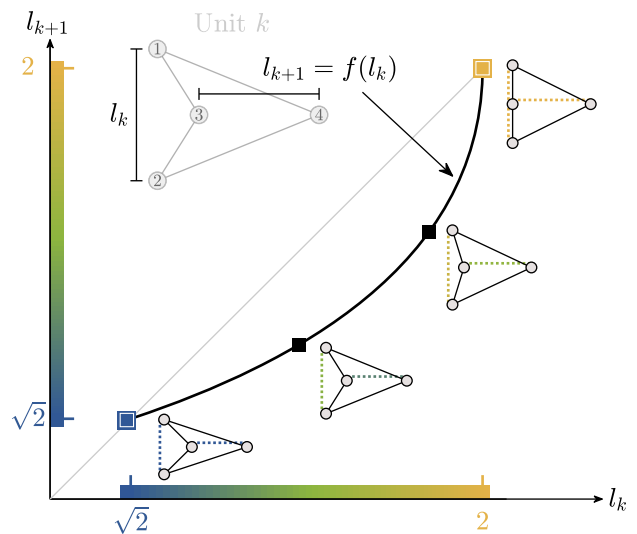 l_{k+1}
Unit k
2
1
l_{k+1} = f(l_k)
l_k
3
4
2
√2
l_k
√2
2